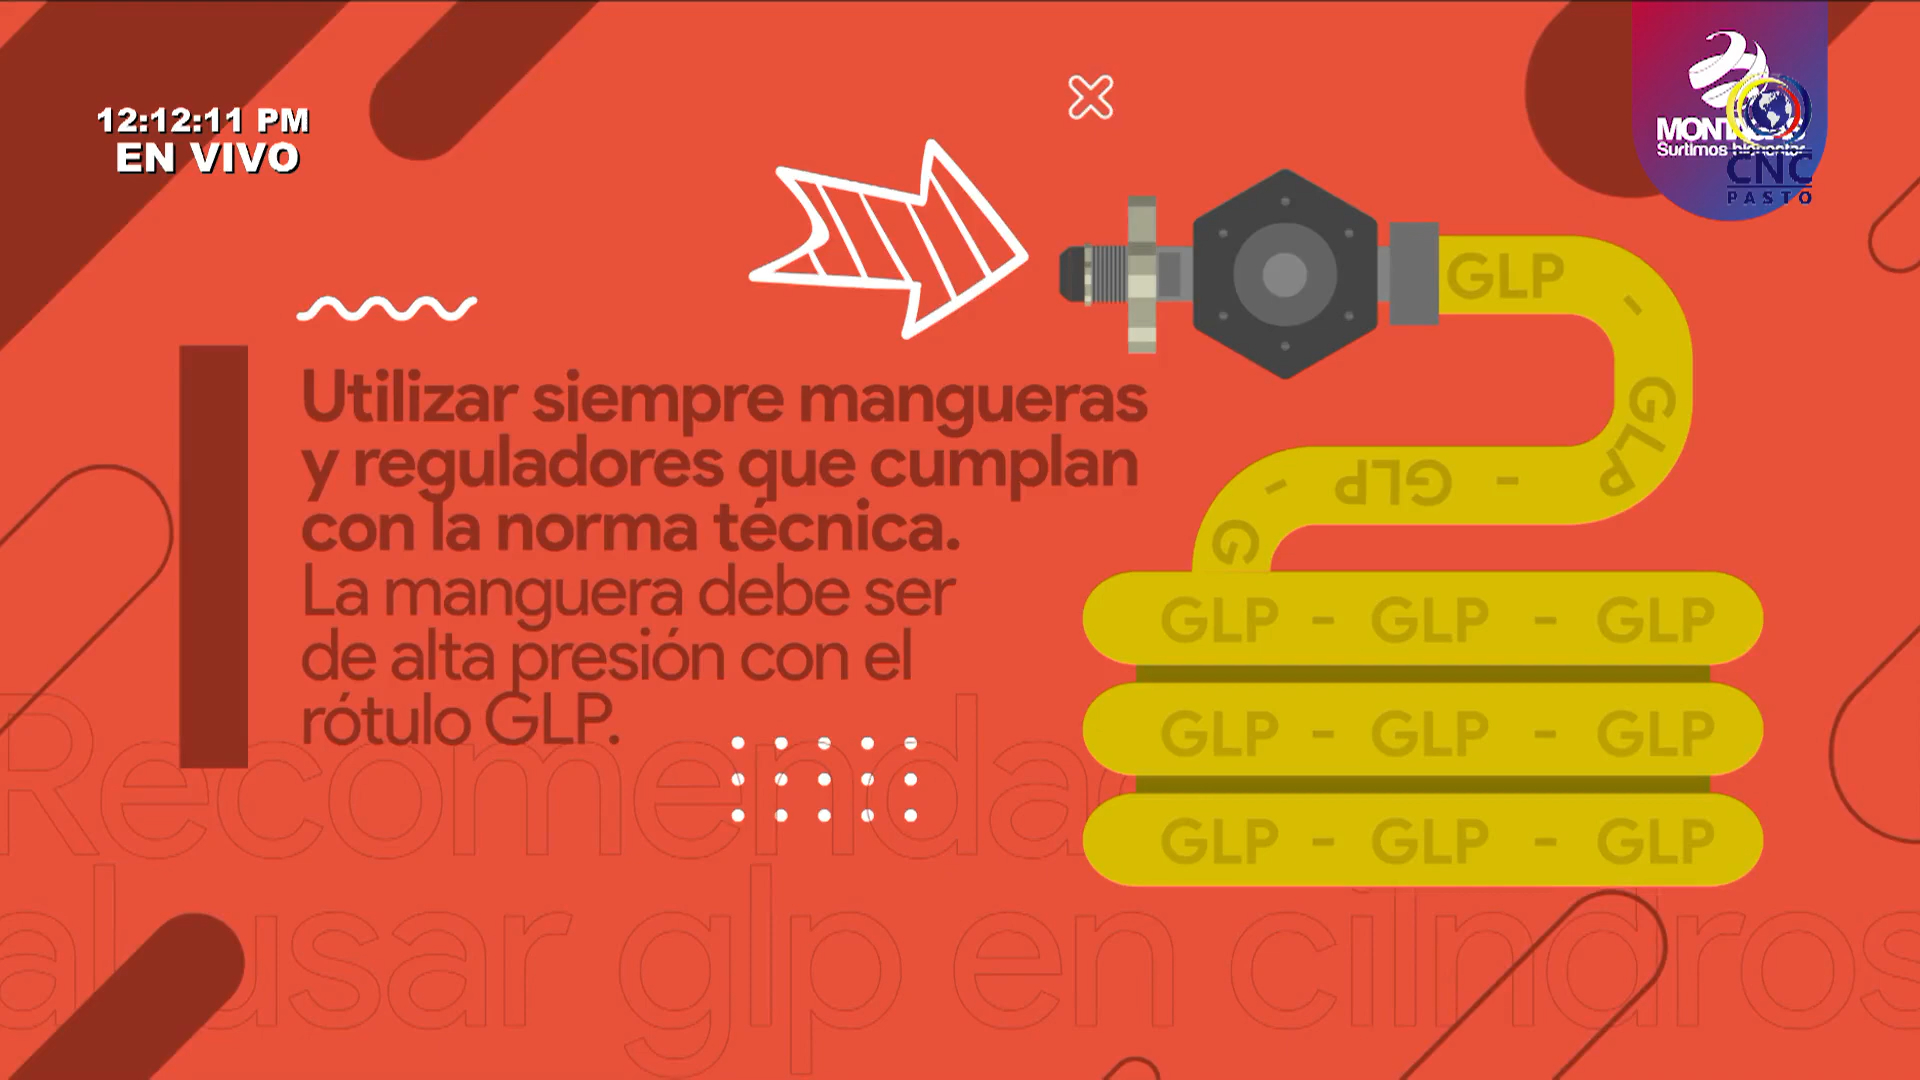 12:12:11 PM
EN VIVO
Surtimos bienestar
CNC
PASTO
Utilizar siempre mangueras
y reguladores que cumplan
con la norma técnica.
La manguera debe ser
de alta presión con el
rótulo GLP.
GLP -
GLP
- GLP -
G
GLP - GLP - GLP
GLP - GLP - GLP
GLP - GLP - GLP
al usar glp en cilindros